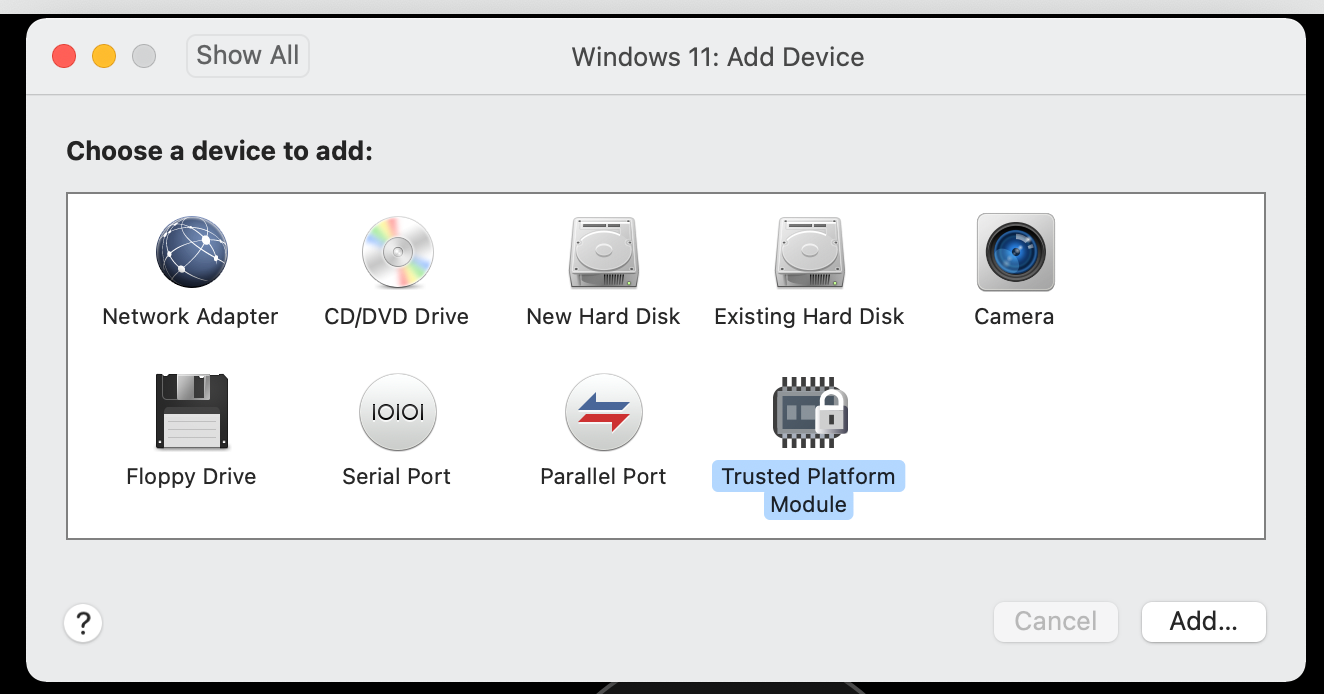 Show All
Windows 11: Add Device
Choose a device to add:
Network Adapter
CD/DVD Drive
New Hard Disk
Existing Hard Disk
Camera
Floppy Drive
IOIOI
Serial Port
Parallel Port
Trusted Platform
Module
?
Cancel
Add...